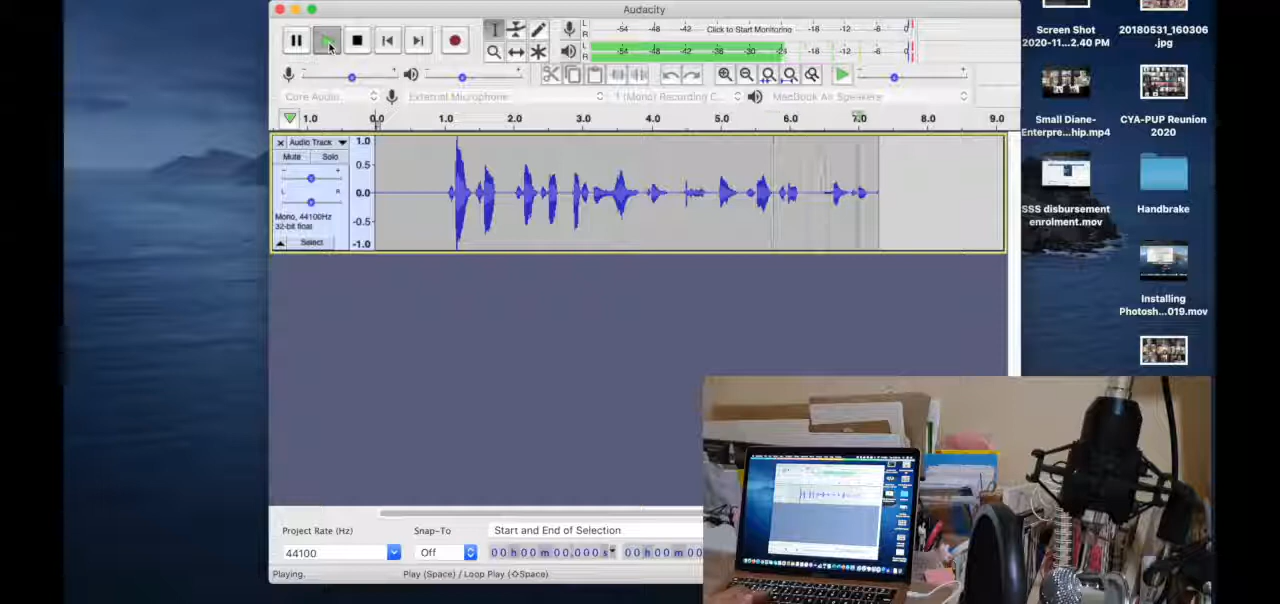 Audacity
-54 -48 -42 Click to Start Monitoring -18 -12 -6 0
L
R
-54 -48 -42 -36 -30 -24 -18 -12 -6 0
L
R
Core Audio
External Microphone
1 (Mono) Recording C...
MacBook Air Speakers
1.0 0.0 1.0 2.0 3.0 4.0 5.0 6.0 7.0 8.0 9.0
Audio Track
Mute Solo
- +
L R
Mono, 44100Hz
32-bit float
Select
1.0
0.5
0.0
-0.5
-1.0
Project Rate (Hz)
44100
Snap-To
Off
Start and End of Selection
00 h 00 m 00.000 s
00 h 00 m 00
Playing.
Play (Space) / Loop Play (⇧Space)
Screen Shot
2020-11...2.40 PM
20180531_160306
.jpg
Small Diane-
Enterpre...hip.mp4
CYA-PUP Reunion
2020
SSS disbursement
enrolment.mov
Handbrake
Installing
Photosh...019.mov